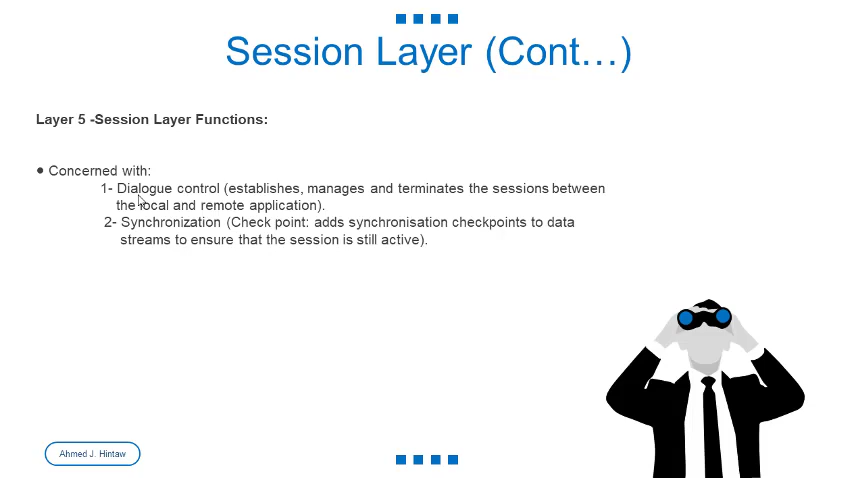 Session Layer (Cont…)
Layer 5 -Session Layer Functions:
● Concerned with:
1- Dialogue control (establishes, manages and terminates the sessions between
the local and remote application).
2- Synchronization (Check point: adds synchronisation checkpoints to data
streams to ensure that the session is still active).
Ahmed J. Hintaw